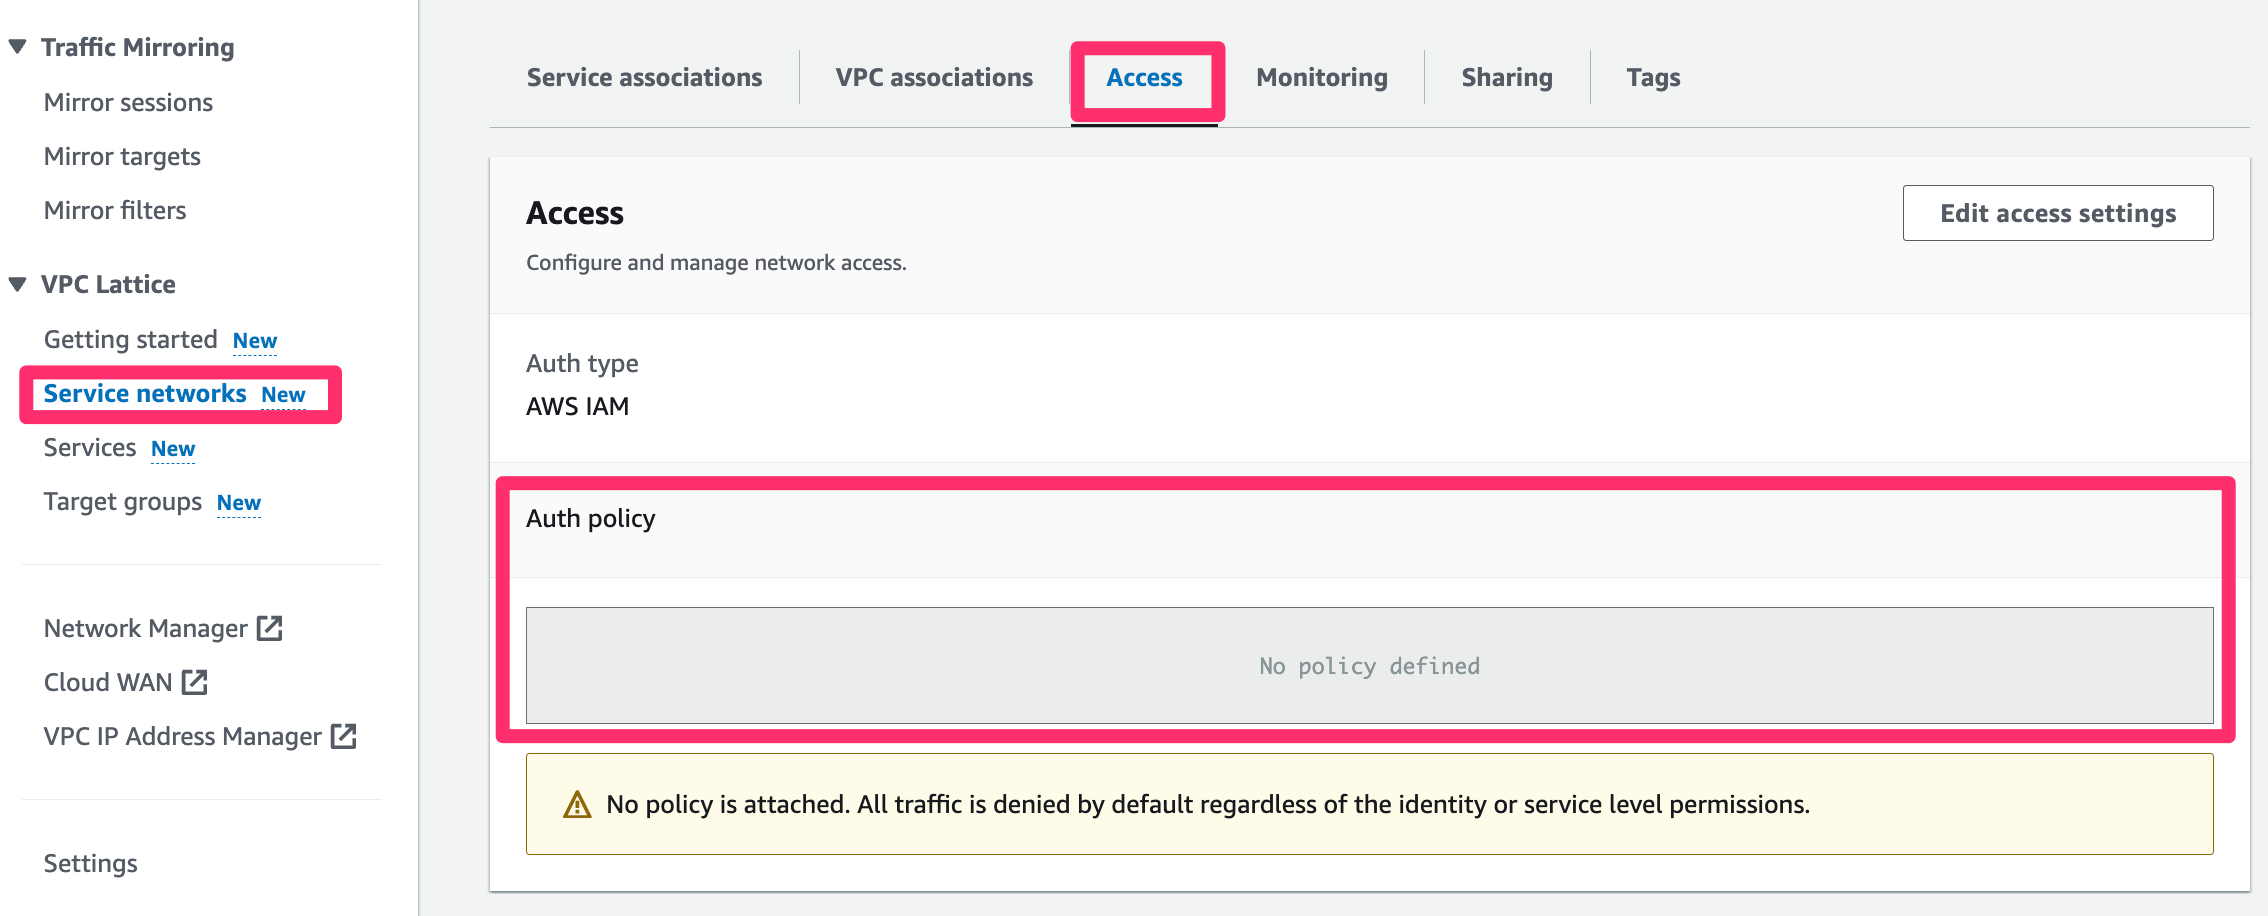 Traffic Mirroring
Mirror sessions
Mirror targets
Mirror filters
VPC Lattice
Getting started New
Service networks New
Services New
Target groups New
Network Manager
Cloud WAN
VPC IP Address Manager
Settings
Service associations VPC associations Access Monitoring Sharing Tags
Access
Edit access settings
Configure and manage network access.
Auth type
AWS IAM
Auth policy
No policy defined
No policy is attached. All traffic is denied by default regardless of the identity or service level permissions.